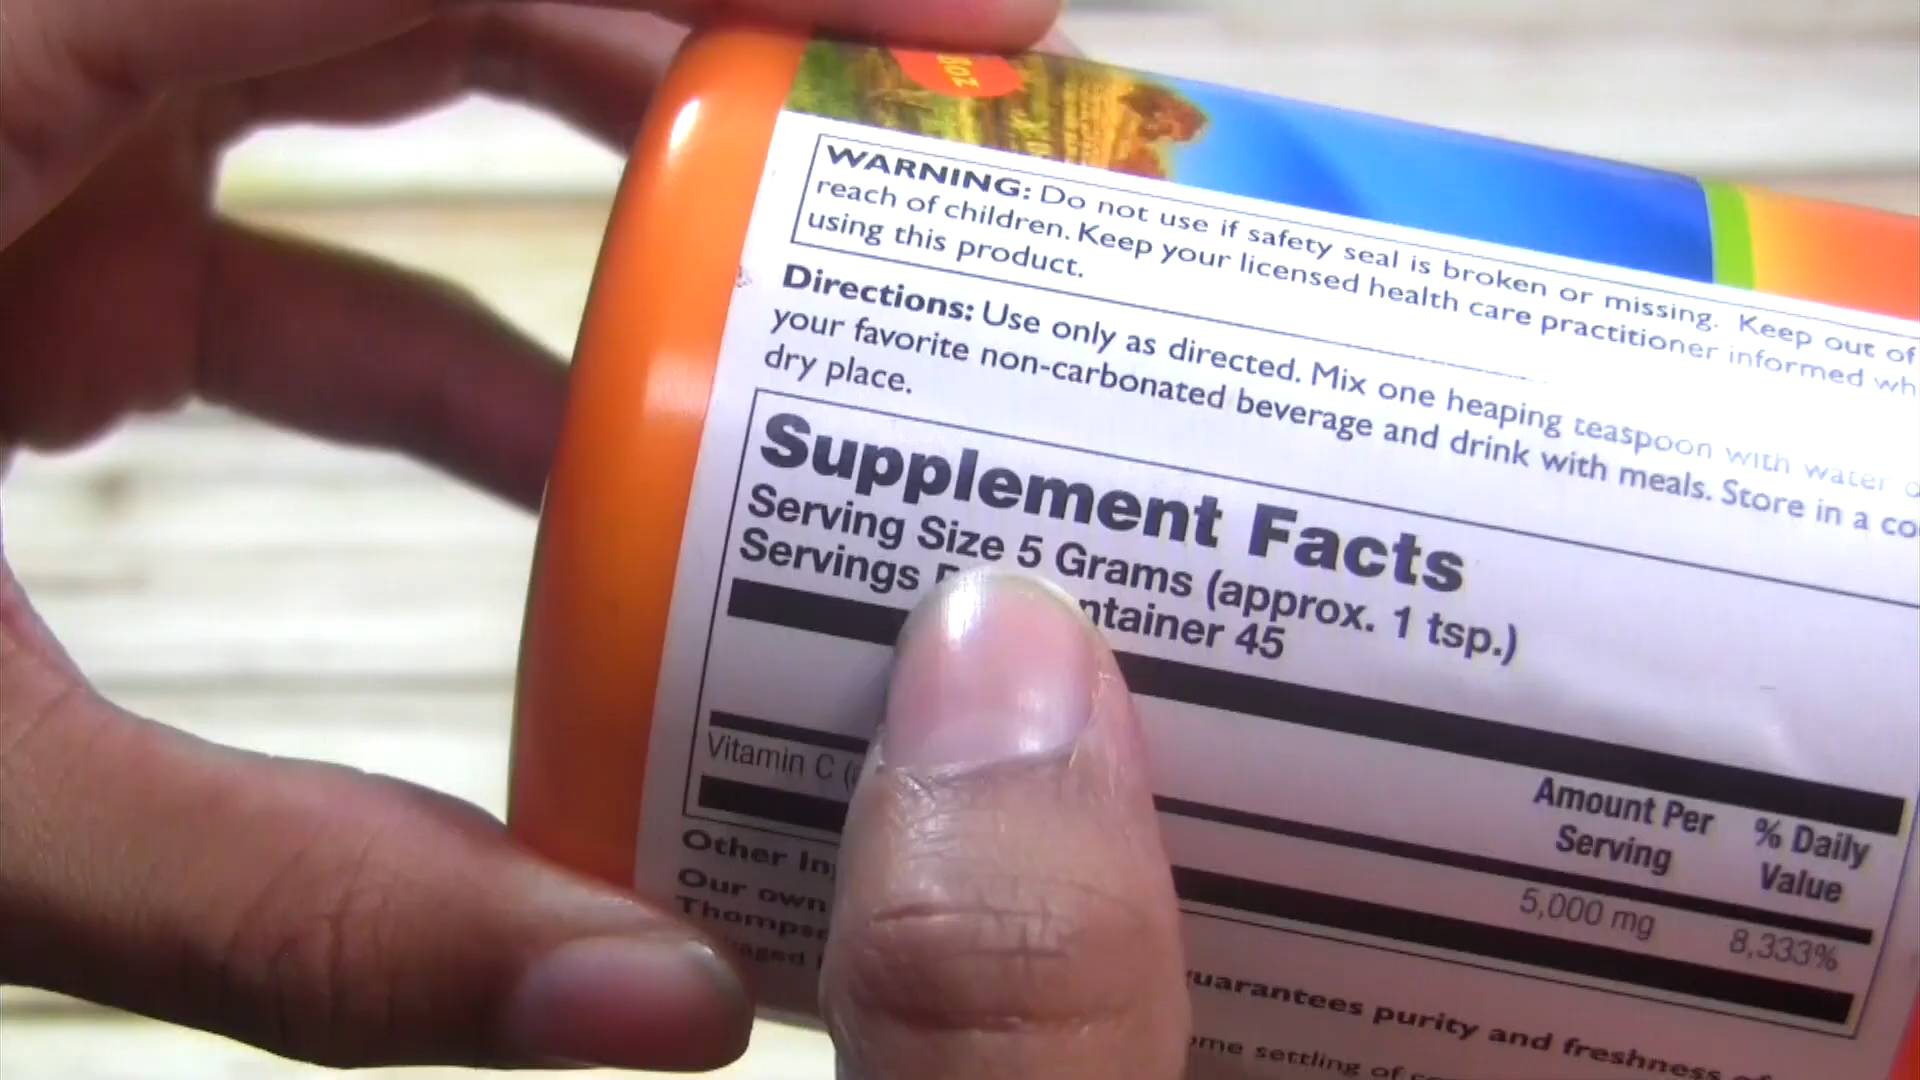 8oz
WARNING: Do not use if safety seal is broken or missing. Keep out of
reach of children. Keep your licensed health care practitioner informed wh
using this product.
Directions: Use only as directed. Mix one heaping teaspoon with water
your favorite non-carbonated beverage and drink with meals. Store in a co
dry place.
Supplement Facts
Serving Size 5 Grams (approx. 1 tsp.)
Servings ntainer 45
Amount Per
Serving
% Daily
Value
Vitamin C 5,000 mg 8,333%
Other In
Our own uarantees purity and freshness of
Thomps
aged ome settling of